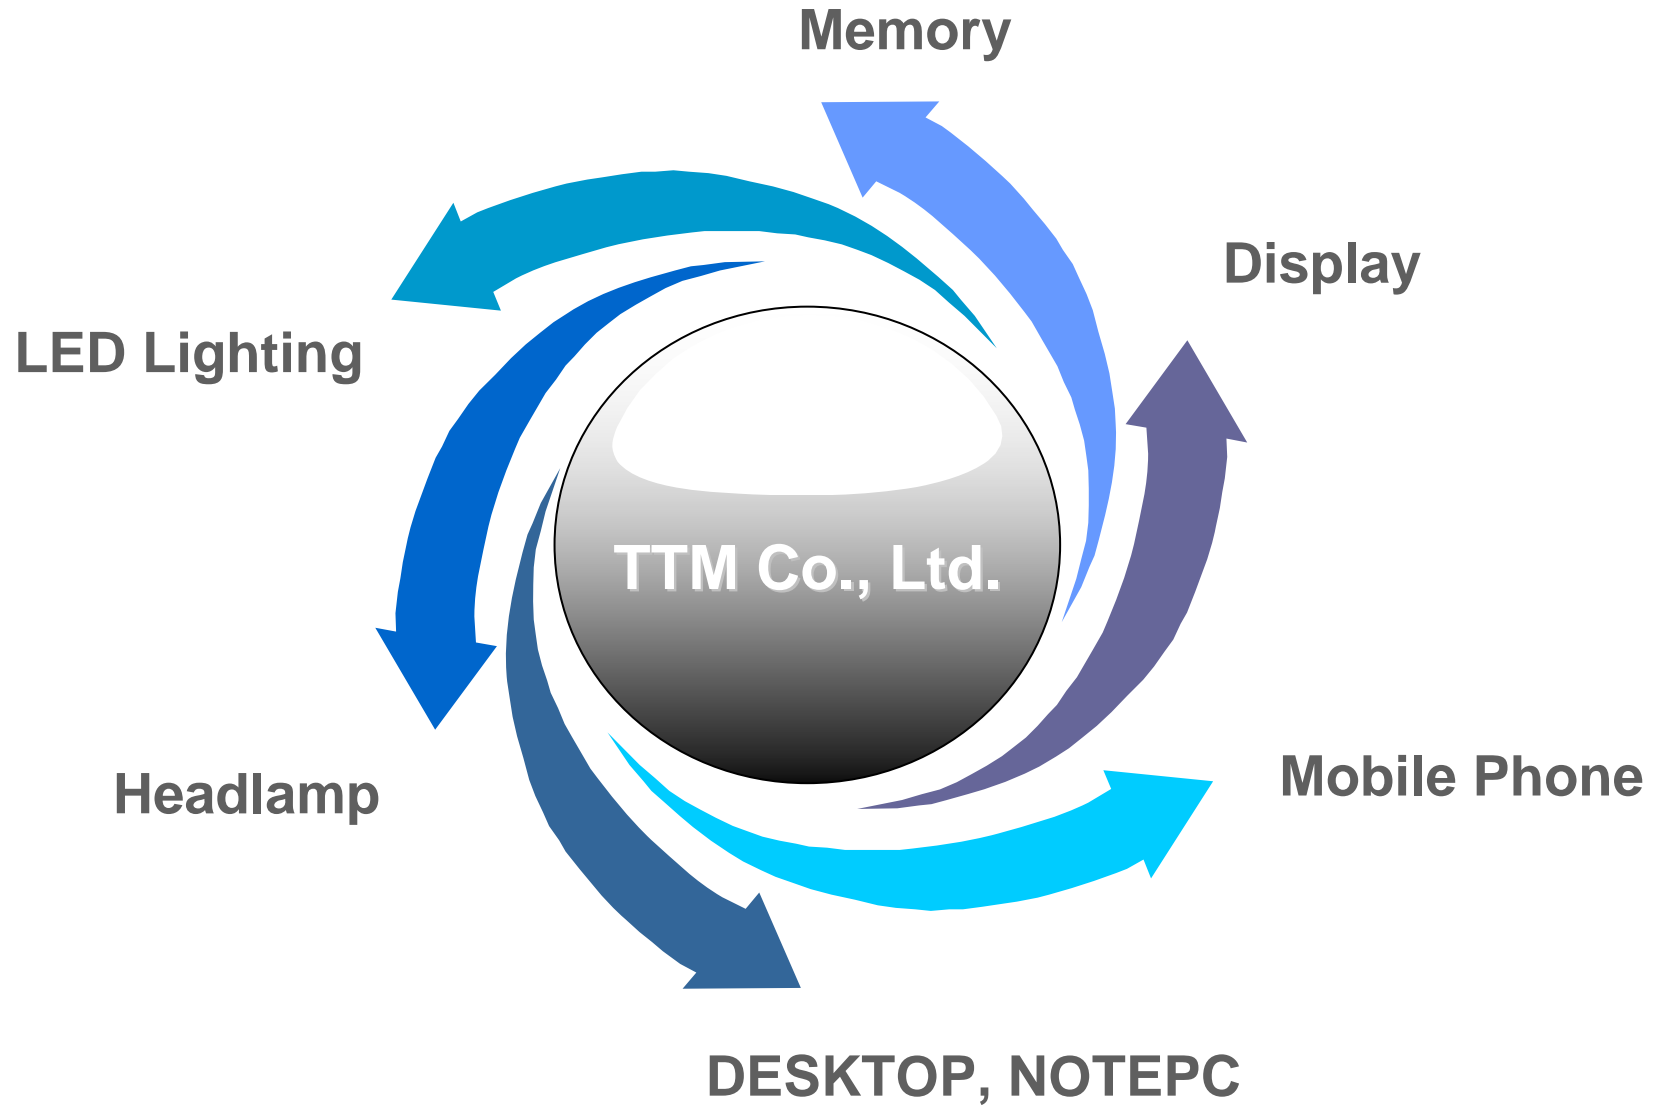 Memory
Display
LED Lighting
TTM Co., Ltd.
Mobile Phone
Headlamp
DESKTOP, NOTEPC